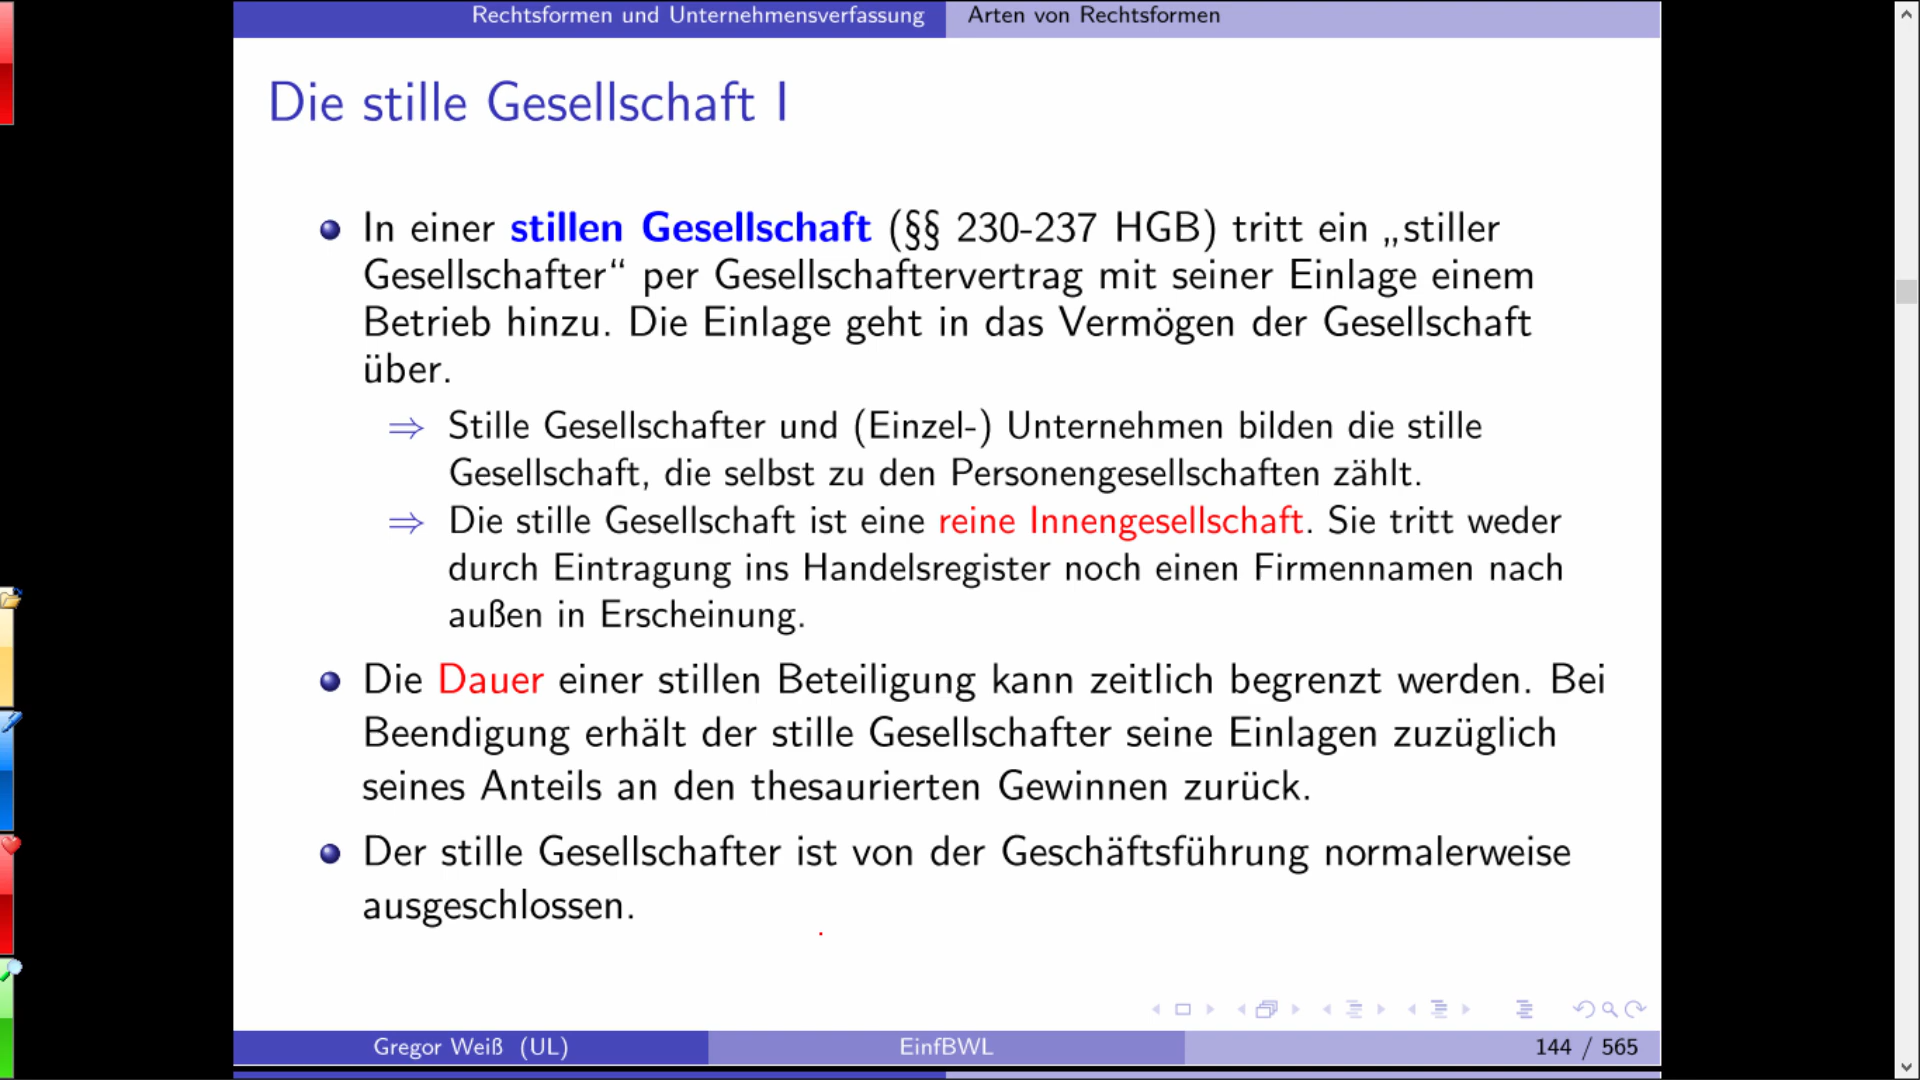 Rechtsformen und Unternehmensverfassung Arten von Rechtsformen
Die stille Gesellschaft I
In einer stillen Gesellschaft (§§ 230-237 HGB) tritt ein „stiller
Gesellschafter“ per Gesellschaftervertrag mit seiner Einlage einem
Betrieb hinzu. Die Einlage geht in das Vermögen der Gesellschaft
über.
⇒ Stille Gesellschafter und (Einzel-) Unternehmen bilden die stille
Gesellschaft, die selbst zu den Personengesellschaften zählt.
⇒ Die stille Gesellschaft ist eine reine Innengesellschaft. Sie tritt weder
durch Eintragung ins Handelsregister noch einen Firmennamen nach
außen in Erscheinung.
Die Dauer einer stillen Beteiligung kann zeitlich begrenzt werden. Bei
Beendigung erhält der stille Gesellschafter seine Einlagen zuzüglich
seines Anteils an den thesaurierten Gewinnen zurück.
Der stille Gesellschafter ist von der Geschäftsführung normalerweise
ausgeschlossen.
Gregor Weiß (UL) EinfBWL 144 / 565